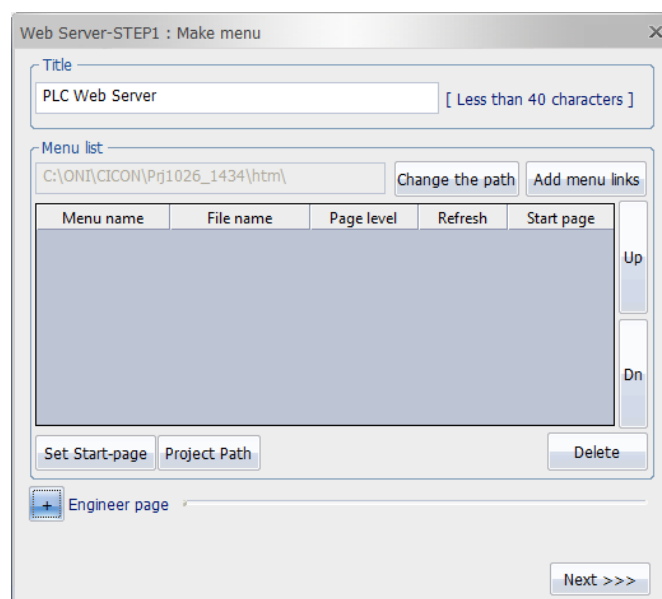 Web Server-STEP1 : Make menu
Title
PLC Web Server [ Less than 40 characters ]
Menu list
C:\ONI\CICON\Prj1026_1434\htm\ Change the path Add menu links
Menu name File name Page level Refresh Start page
Up
Dn
Set Start-page Project Path Delete
+ Engineer page
Next >>>